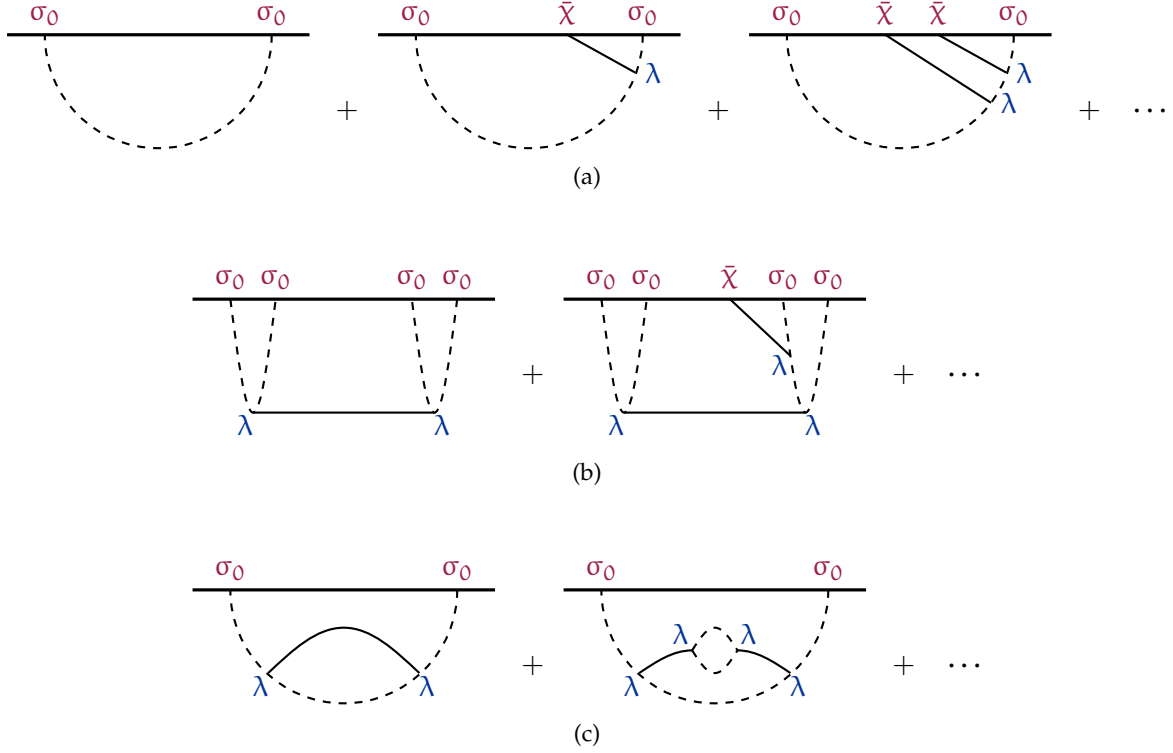 σ₀ σ₀ σ₀ χ̄ σ₀ σ₀ χ̄ χ̄ σ₀
λ λ
+ + λ + ⋯
(a)
σ₀ σ₀ σ₀ σ₀ σ₀ σ₀ χ̄ σ₀ σ₀
λ
+ + ⋯
λ λ λ λ
(b)
σ₀ σ₀ σ₀ σ₀
λ λ
+ + ⋯
λ λ λ λ
(c)